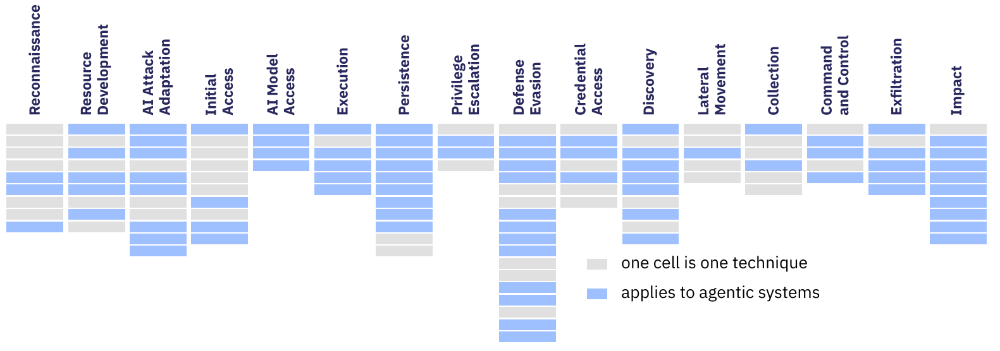 Reconnaissance
Resource
Development
AI Attack
Adaptation
Initial
Access
AI Model
Access
Execution
Persistence
Privilege
Escalation
Defense
Evasion
Credential
Access
Discovery
Lateral
Movement
Collection
Command
and Control
Exfiltration
Impact
one cell is one technique
applies to agentic systems